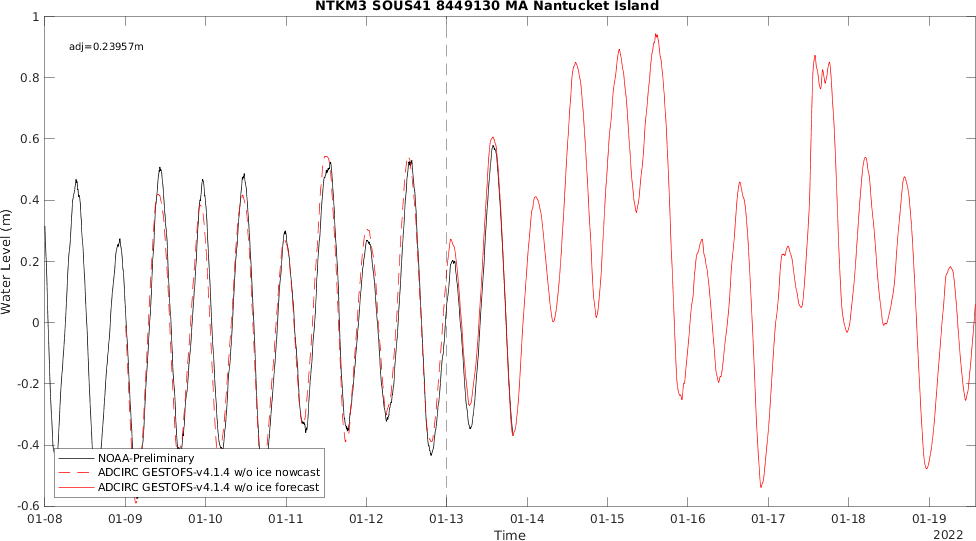 NTKM3 SOUS41 8449130 MA Nantucket Island
adj=0.23957m
1
0.8
0.6
0.4
0.2
0
-0.2
-0.4
-0.6
Water Level (m)
NOAA-Preliminary
ADCIRC GESTOFS-v4.1.4 w/o ice nowcast
ADCIRC GESTOFS-v4.1.4 w/o ice forecast
01-08 01-09 01-10 01-11 01-12 01-13 01-14 01-15 01-16 01-17 01-18 01-19
Time
2022